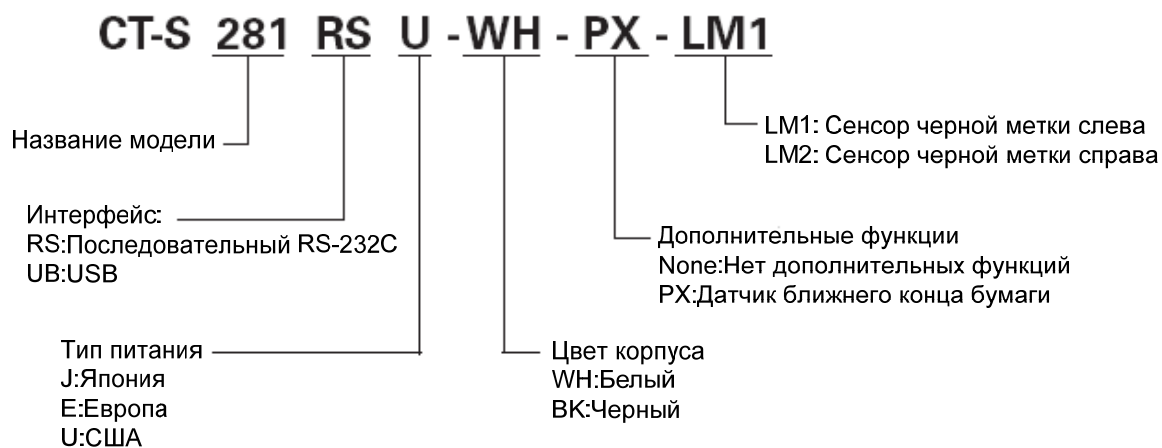 CT-S 281 RS U - WH - PX - LM1
LM1: Сенсор черной метки слева
LM2: Сенсор черной метки справа
Название модели
Интерфейс:
RS:Последовательный RS-232C
UB:USB
Дополнительные функции
None:Нет дополнительных функций
PX:Датчик ближнего конца бумаги
Тип питания
J:Япония
E:Европа
U:США
Цвет корпуса
WH:Белый
BK:Черный